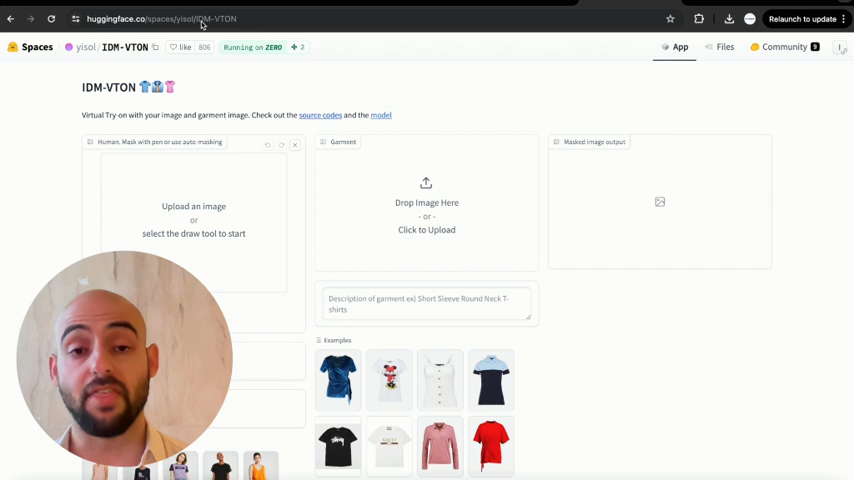 huggingface.co/spaces/yisol/IDM-VTON
Relaunch to update
Spaces
yisol/IDM-VTON
like 806
Running on ZERO
2
App
Files
Community 9
IDM-VTON
Virtual Try-on with your image and garment image. Check out the source codes and the model
Human. Mask with pen or use auto-masking
Upload an image
or
select the draw tool to start
Garment
Drop Image Here
- or -
Click to Upload
Masked image output
Description of garment ex) Short Sleeve Round Neck T-
shirts
Examples